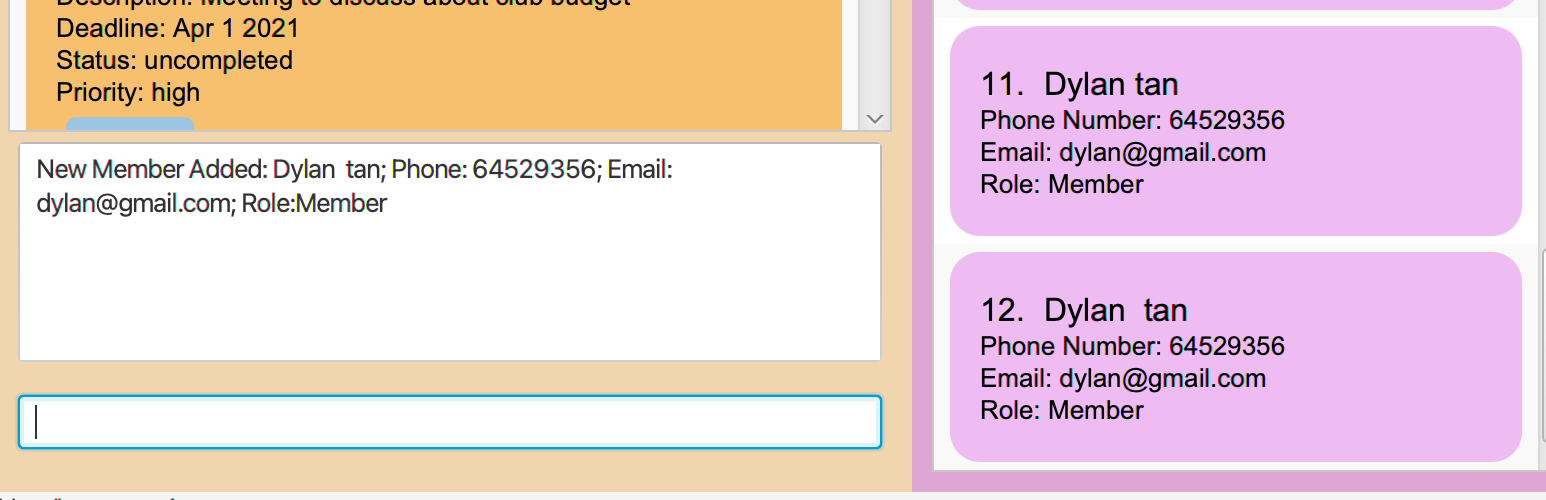 Description: Meeting to discuss about club budget
Deadline: Apr 1 2021
Status: uncompleted
Priority: high
New Member Added: Dylan  tan; Phone: 64529356; Email:
dylan@gmail.com; Role:Member
11.  Dylan tan
Phone Number: 64529356
Email: dylan@gmail.com
Role: Member
12.  Dylan  tan
Phone Number: 64529356
Email: dylan@gmail.com
Role: Member